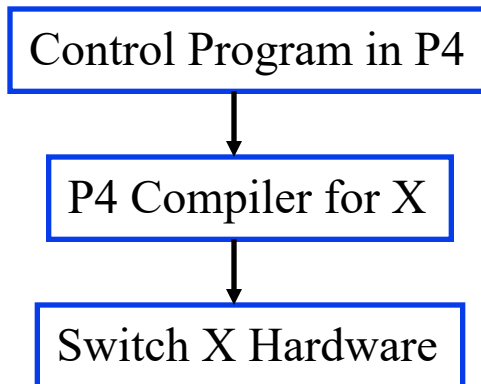 Control Program in P4
P4 Compiler for X
Switch X Hardware